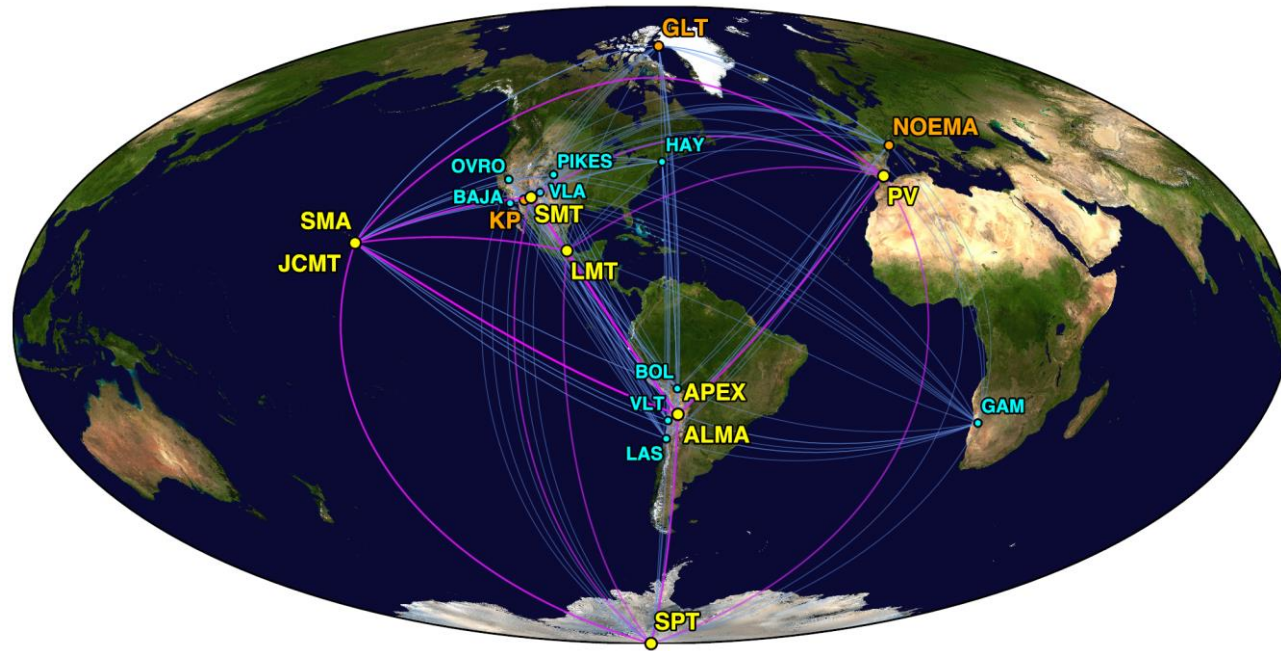 GLT
NOEMA
HAY
OVRO
PIKES
BAJA
VLA
PV
KP
SMT
SMA
JCMT
LMT
BOL
APEX
VLT
GAM
ALMA
LAS
SPT